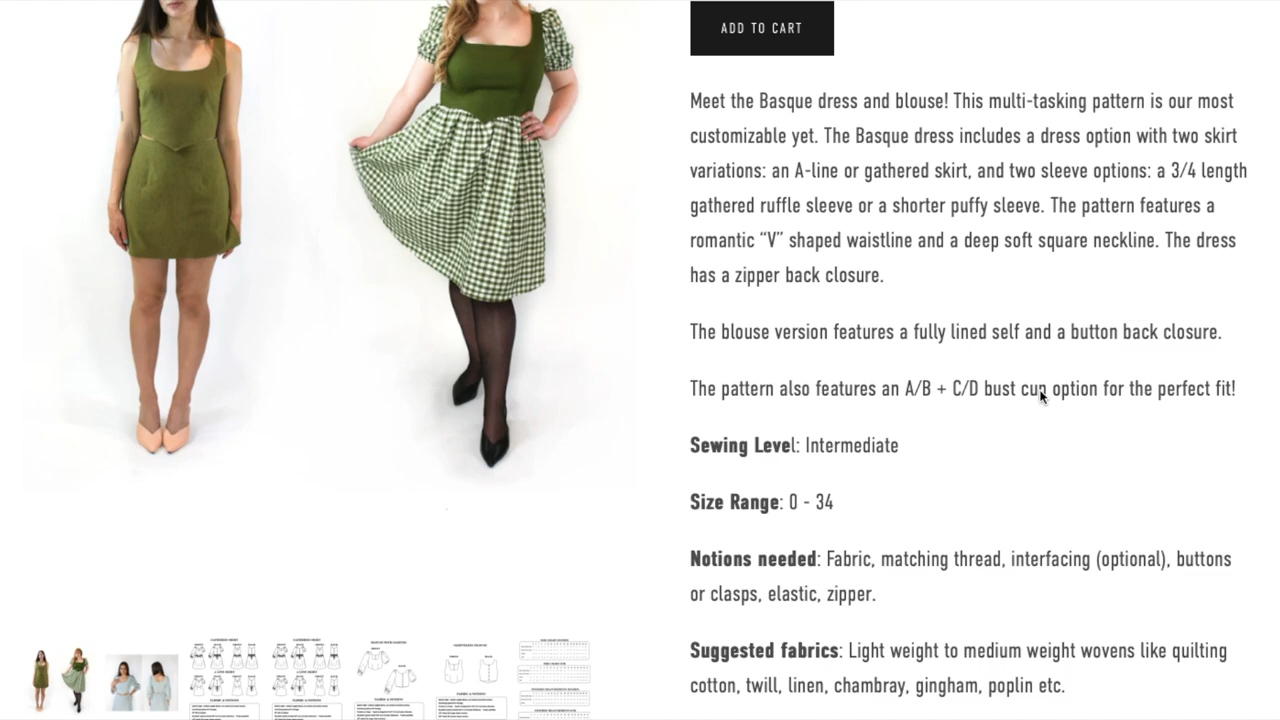 ADD TO CART
Meet the Basque dress and blouse! This multi-tasking pattern is our most
customizable yet. The Basque dress includes a dress option with two skirt
variations: an A-line or gathered skirt, and two sleeve options: a 3/4 length
gathered ruffle sleeve or a shorter puffy sleeve. The pattern features a
romantic “V” shaped waistline and a deep soft square neckline. The dress
has a zipper back closure.
The blouse version features a fully lined self and a button back closure.
The pattern also features an A/B + C/D bust cup option for the perfect fit!
Sewing Level: Intermediate
Size Range: 0 - 34
Notions needed: Fabric, matching thread, interfacing (optional), buttons
or clasps, elastic, zipper.
Suggested fabrics: Light weight to medium weight wovens like quilting
cotton, twill, linen, chambray, gingham, poplin etc.